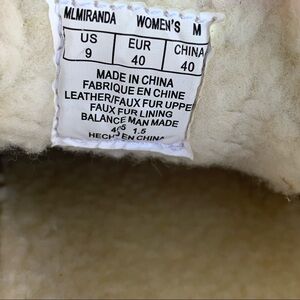 MLMIRANDA WOMEN'S M
US EUR CHINA
9 40 40
MADE IN CHINA
FABRIQUE EN CHINE
LEATHER/FAUX FUR UPPE
FAUX FUR LINING
BALANCE MAN MADE
1.5
HECHO EN CHINA